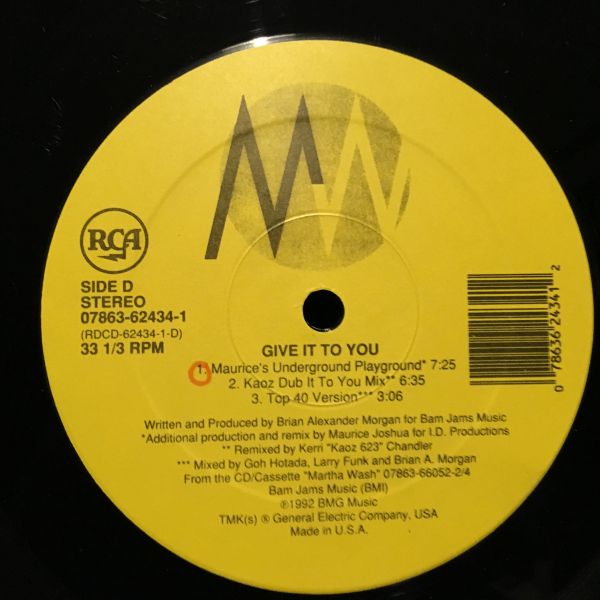 MW
RCA
SIDE D
STEREO
07863-62434-1
(RDCD-62434-1-D)
33 1/3 RPM
0 78636 24341 2
GIVE IT TO YOU
1. Maurice's Underground Playground* 7:25
2. Kaoz Dub It To You Mix** 6:35
3. Top 40 Version*** 3:06
Written and Produced by Brian Alexander Morgan for Bam Jams Music
*Additional production and remix by Maurice Joshua for I.D. Productions
** Remixed by Kerri "Kaoz 623" Chandler
*** Mixed by Goh Hotada, Larry Funk and Brian A. Morgan
From the CD/Cassette "Martha Wash" 07863-66052-2/4
Bam Jams Music (BMI)
℗1992 BMG Music
TMK(s) ® General Electric Company, USA
Made in U.S.A.